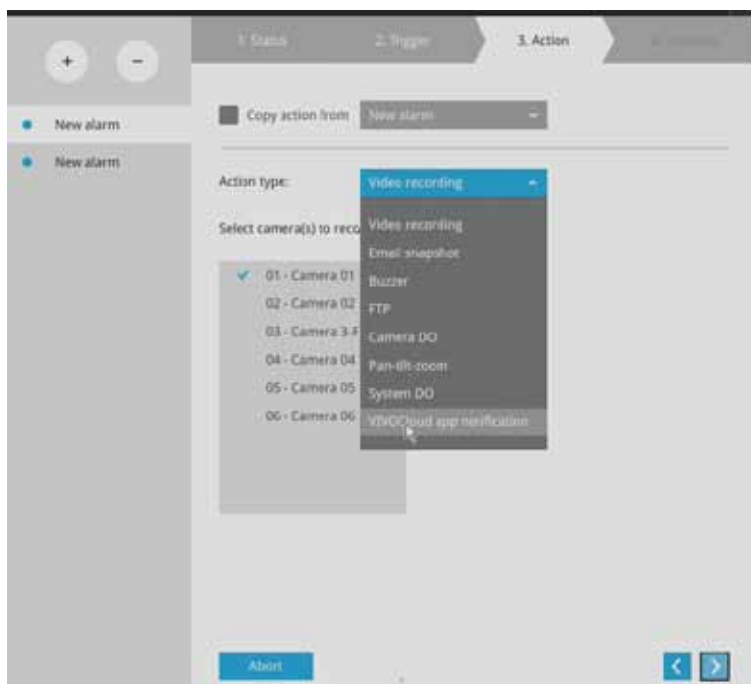 + -
1. Status
2. Trigger
3. Action
New alarm
New alarm
Copy action from
New alarm
Action type:
Video recording
Select camera(s) to reco
Video recording
Email snapshot
Buzzer
FTP
Camera DO
Pan-tilt-zoom
System DO
VIVOCloud app notification
01 - Camera 01
02 - Camera 02
03 - Camera 3-F
04 - Camera 04
05 - Camera 05
06 - Camera 06
Abort
< >